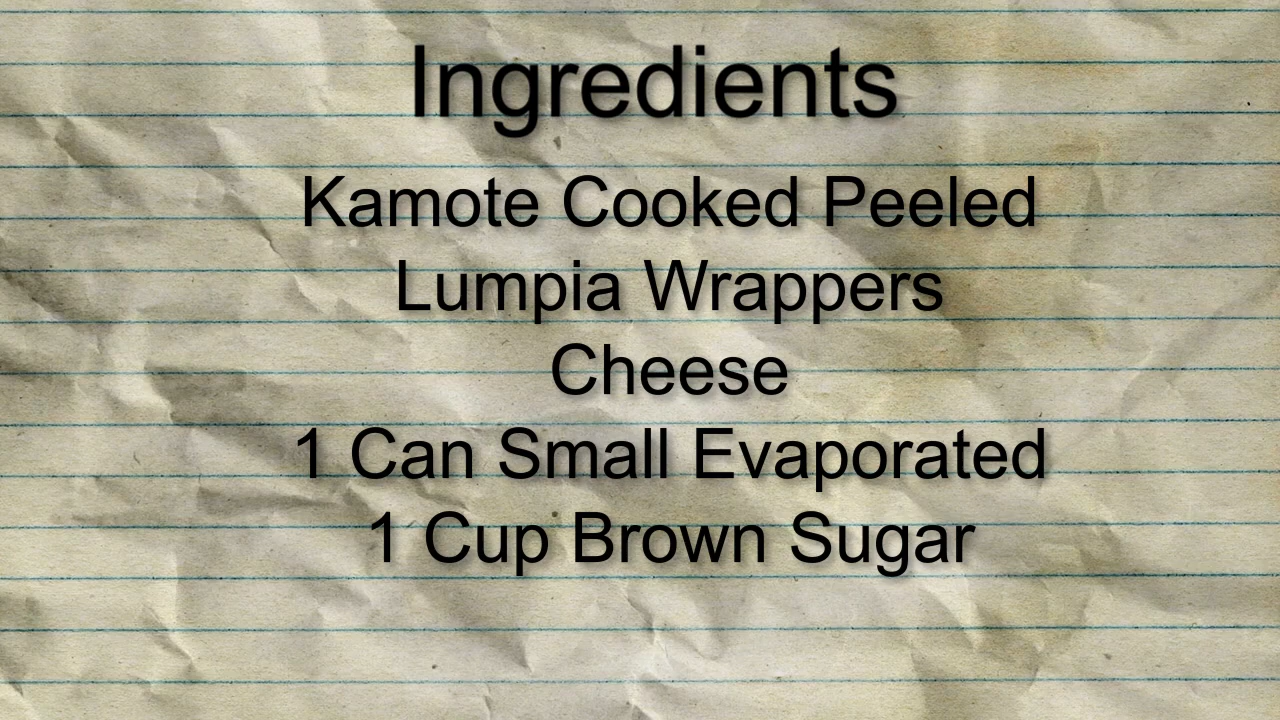 Ingredients
Kamote Cooked Peeled
Lumpia Wrappers
Cheese
1 Can Small Evaporated
1 Cup Brown Sugar